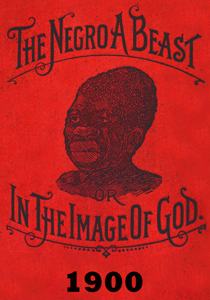 THE NEGRO A BEAST
OR
IN THE IMAGE OF GOD.
1900